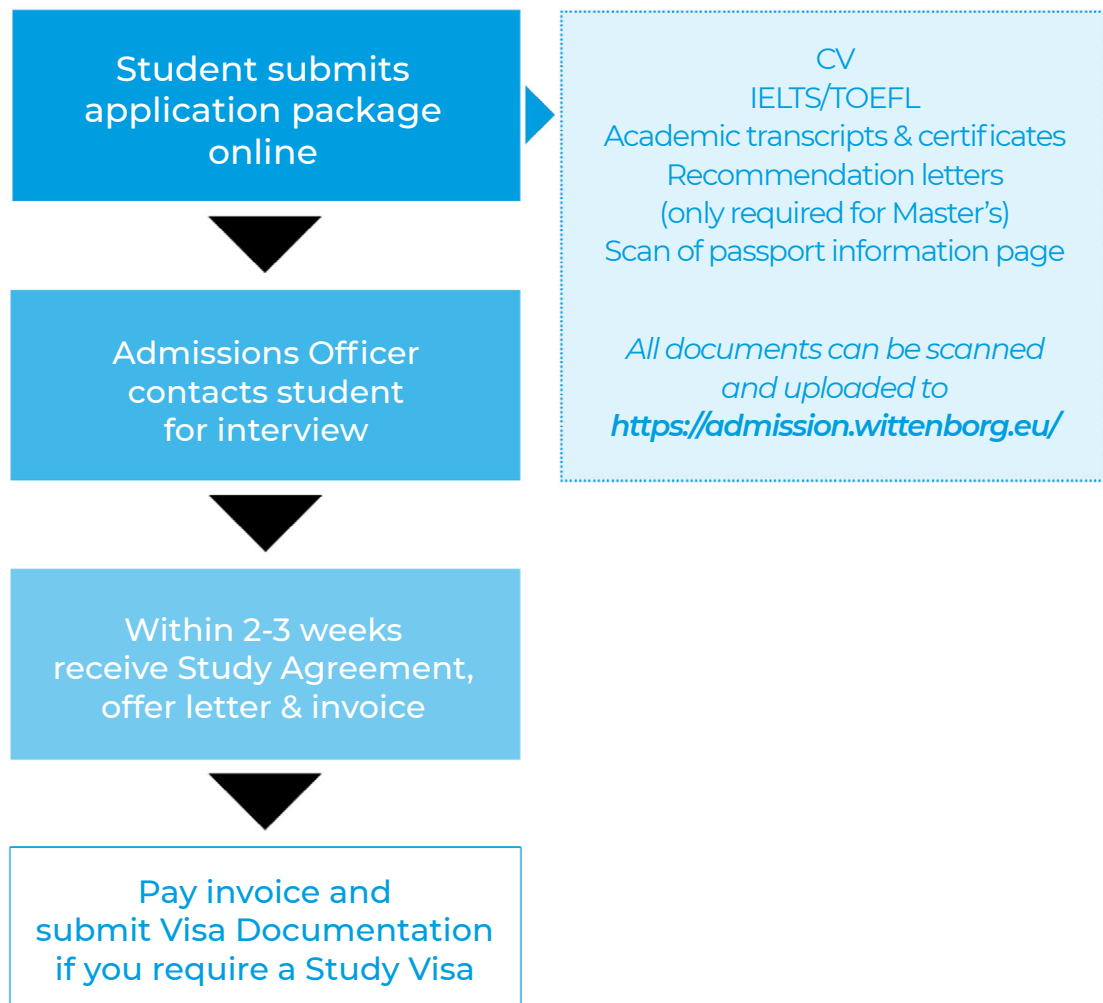 Student submits
application package
online
CV
IELTS/TOEFL
Academic transcripts & certificates
Recommendation letters
(only required for Master's)
Scan of passport information page
All documents can be scanned
and uploaded to
https://admission.wittenborg.eu/
Admissions Officer
contacts student
for interview
Within 2-3 weeks
receive Study Agreement,
offer letter & invoice
Pay invoice and
submit Visa Documentation
if you require a Study Visa